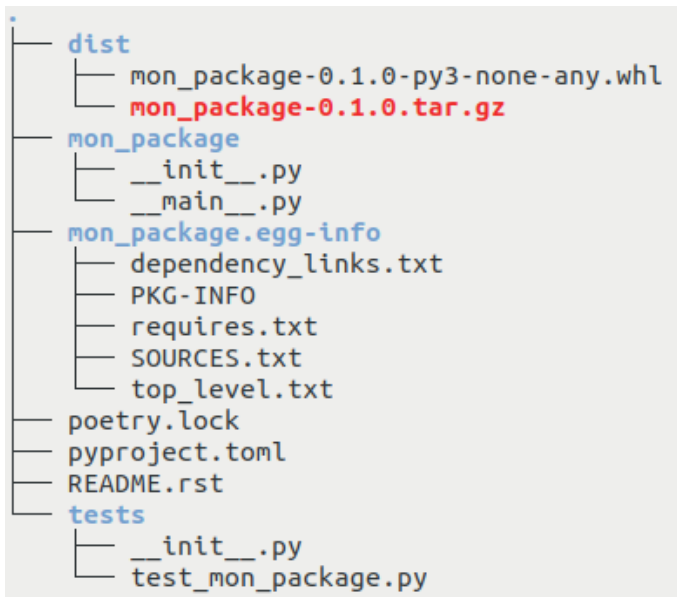 .
├── dist
│   ├── mon_package-0.1.0-py3-none-any.whl
│   └── mon_package-0.1.0.tar.gz
├── mon_package
│   ├── __init__.py
│   └── __main__.py
├── mon_package.egg-info
│   ├── dependency_links.txt
│   ├── PKG-INFO
│   ├── requires.txt
│   ├── SOURCES.txt
│   └── top_level.txt
├── poetry.lock
├── pyproject.toml
├── README.rst
└── tests
    ├── __init__.py
    └── test_mon_package.py